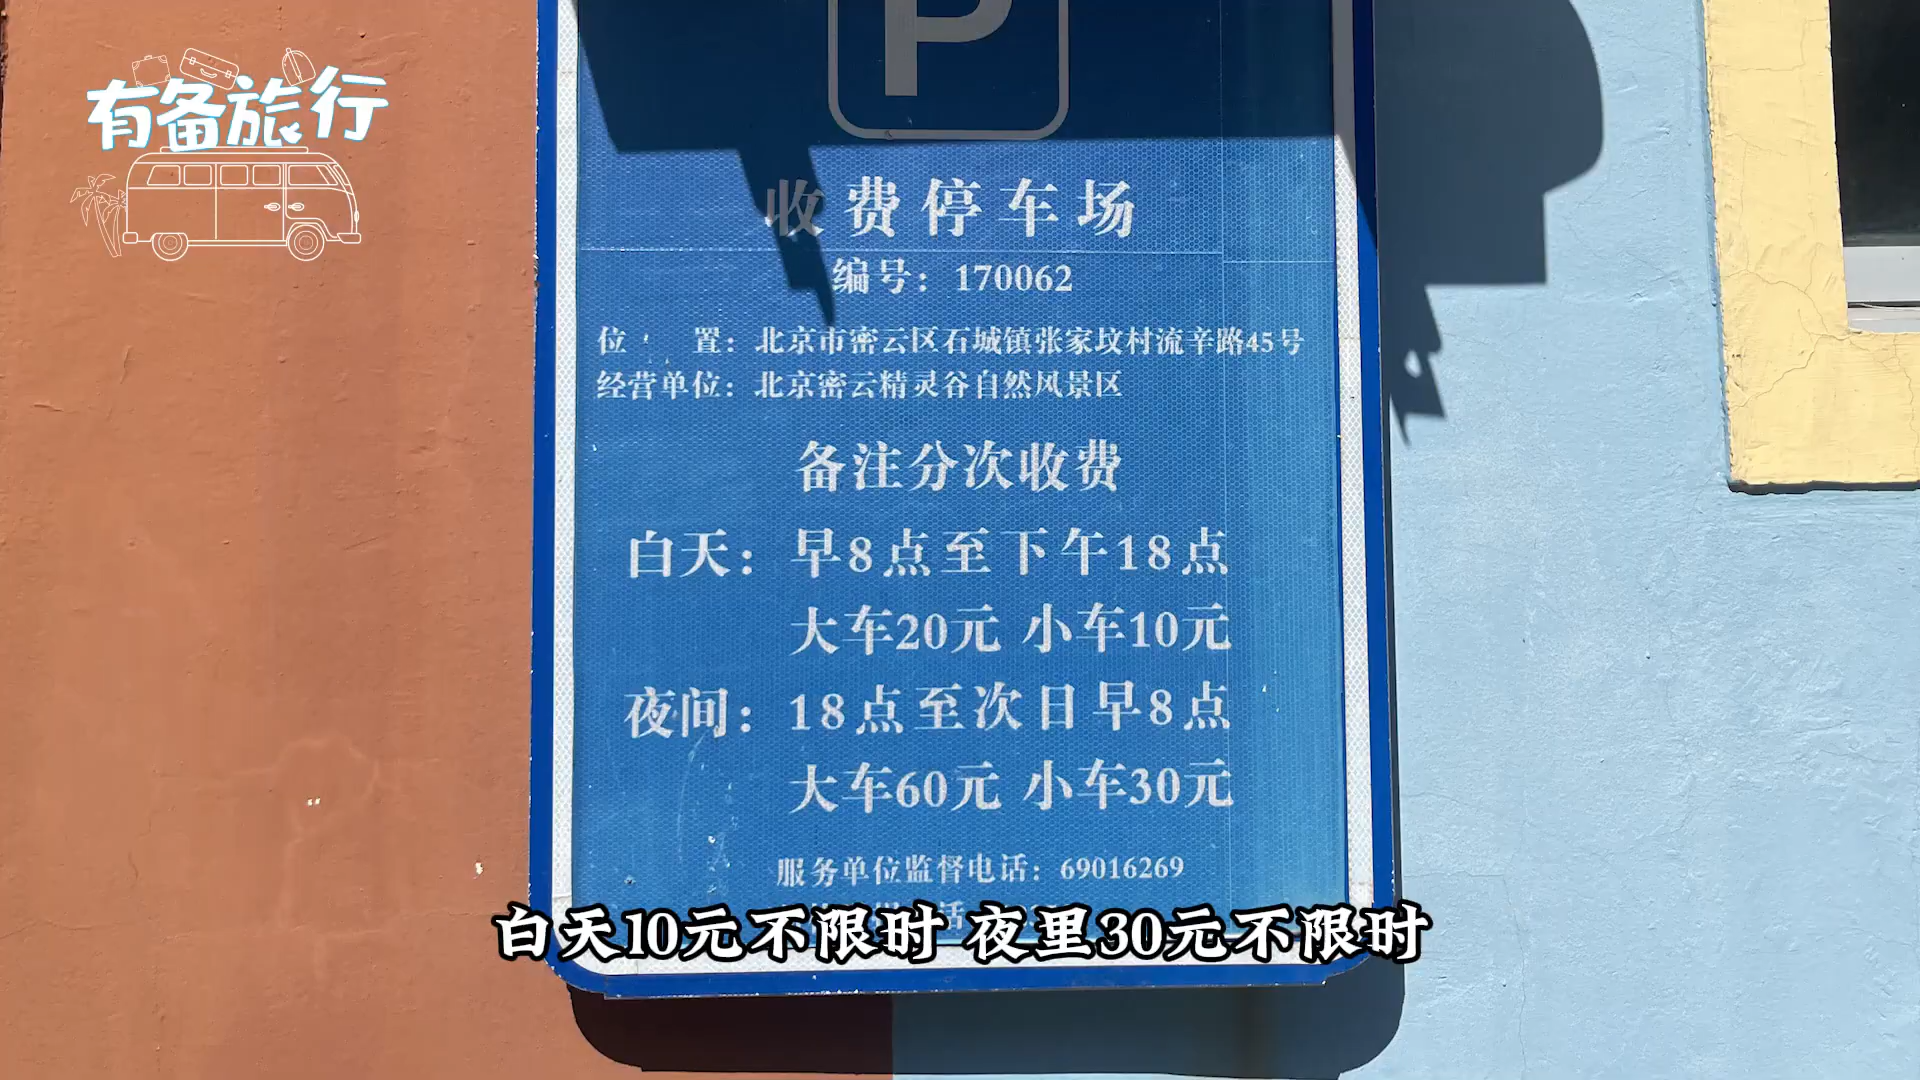 有备旅行
P
收费停车场
编号：170062
位 置：北京市密云区石城镇张家坟村流辛路45号
经营单位：北京密云精灵谷自然风景区
备注分次收费
白天：早8点至下午18点
大车20元 小车10元
夜间：18点至次日早8点
大车60元 小车30元
服务单位监督电话：69016269
白天10元不限时 夜里30元不限时